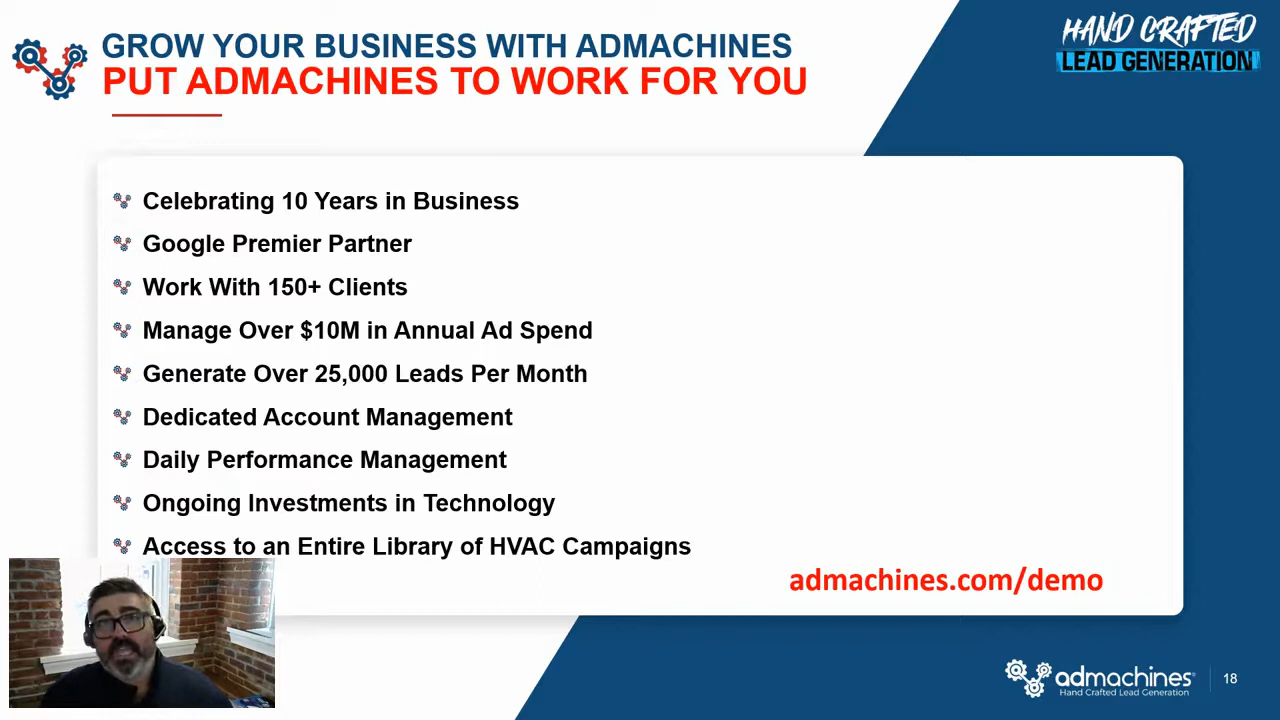 GROW YOUR BUSINESS WITH ADMACHINES
PUT ADMACHINES TO WORK FOR YOU
HAND CRAFTED
LEAD GENERATION
Celebrating 10 Years in Business
Google Premier Partner
Work With 150+ Clients
Manage Over $10M in Annual Ad Spend
Generate Over 25,000 Leads Per Month
Dedicated Account Management
Daily Performance Management
Ongoing Investments in Technology
Access to an Entire Library of HVAC Campaigns
admachines.com/demo
admachines®
Hand Crafted Lead Generation
18